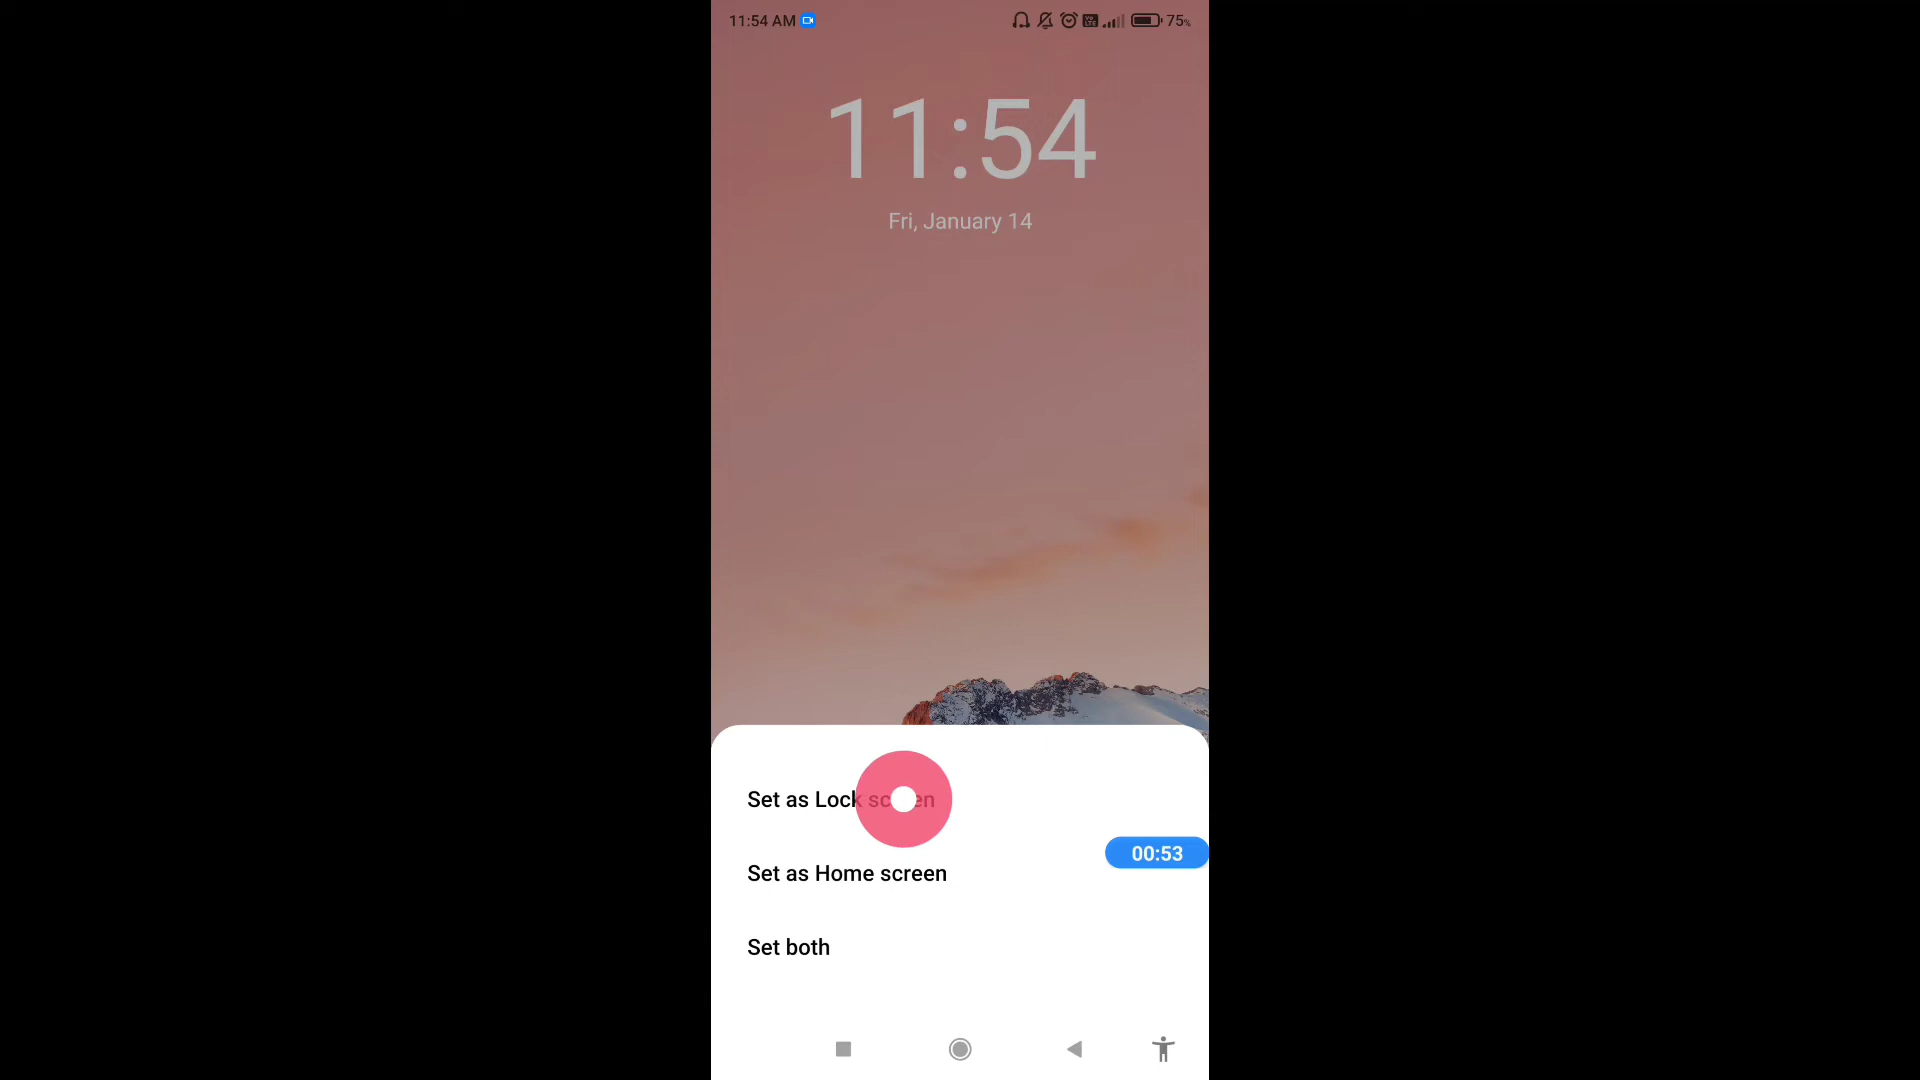 11:54 AM 75%
11:54
Fri, January 14
Set as Lock screen
00:53
Set as Home screen
Set both